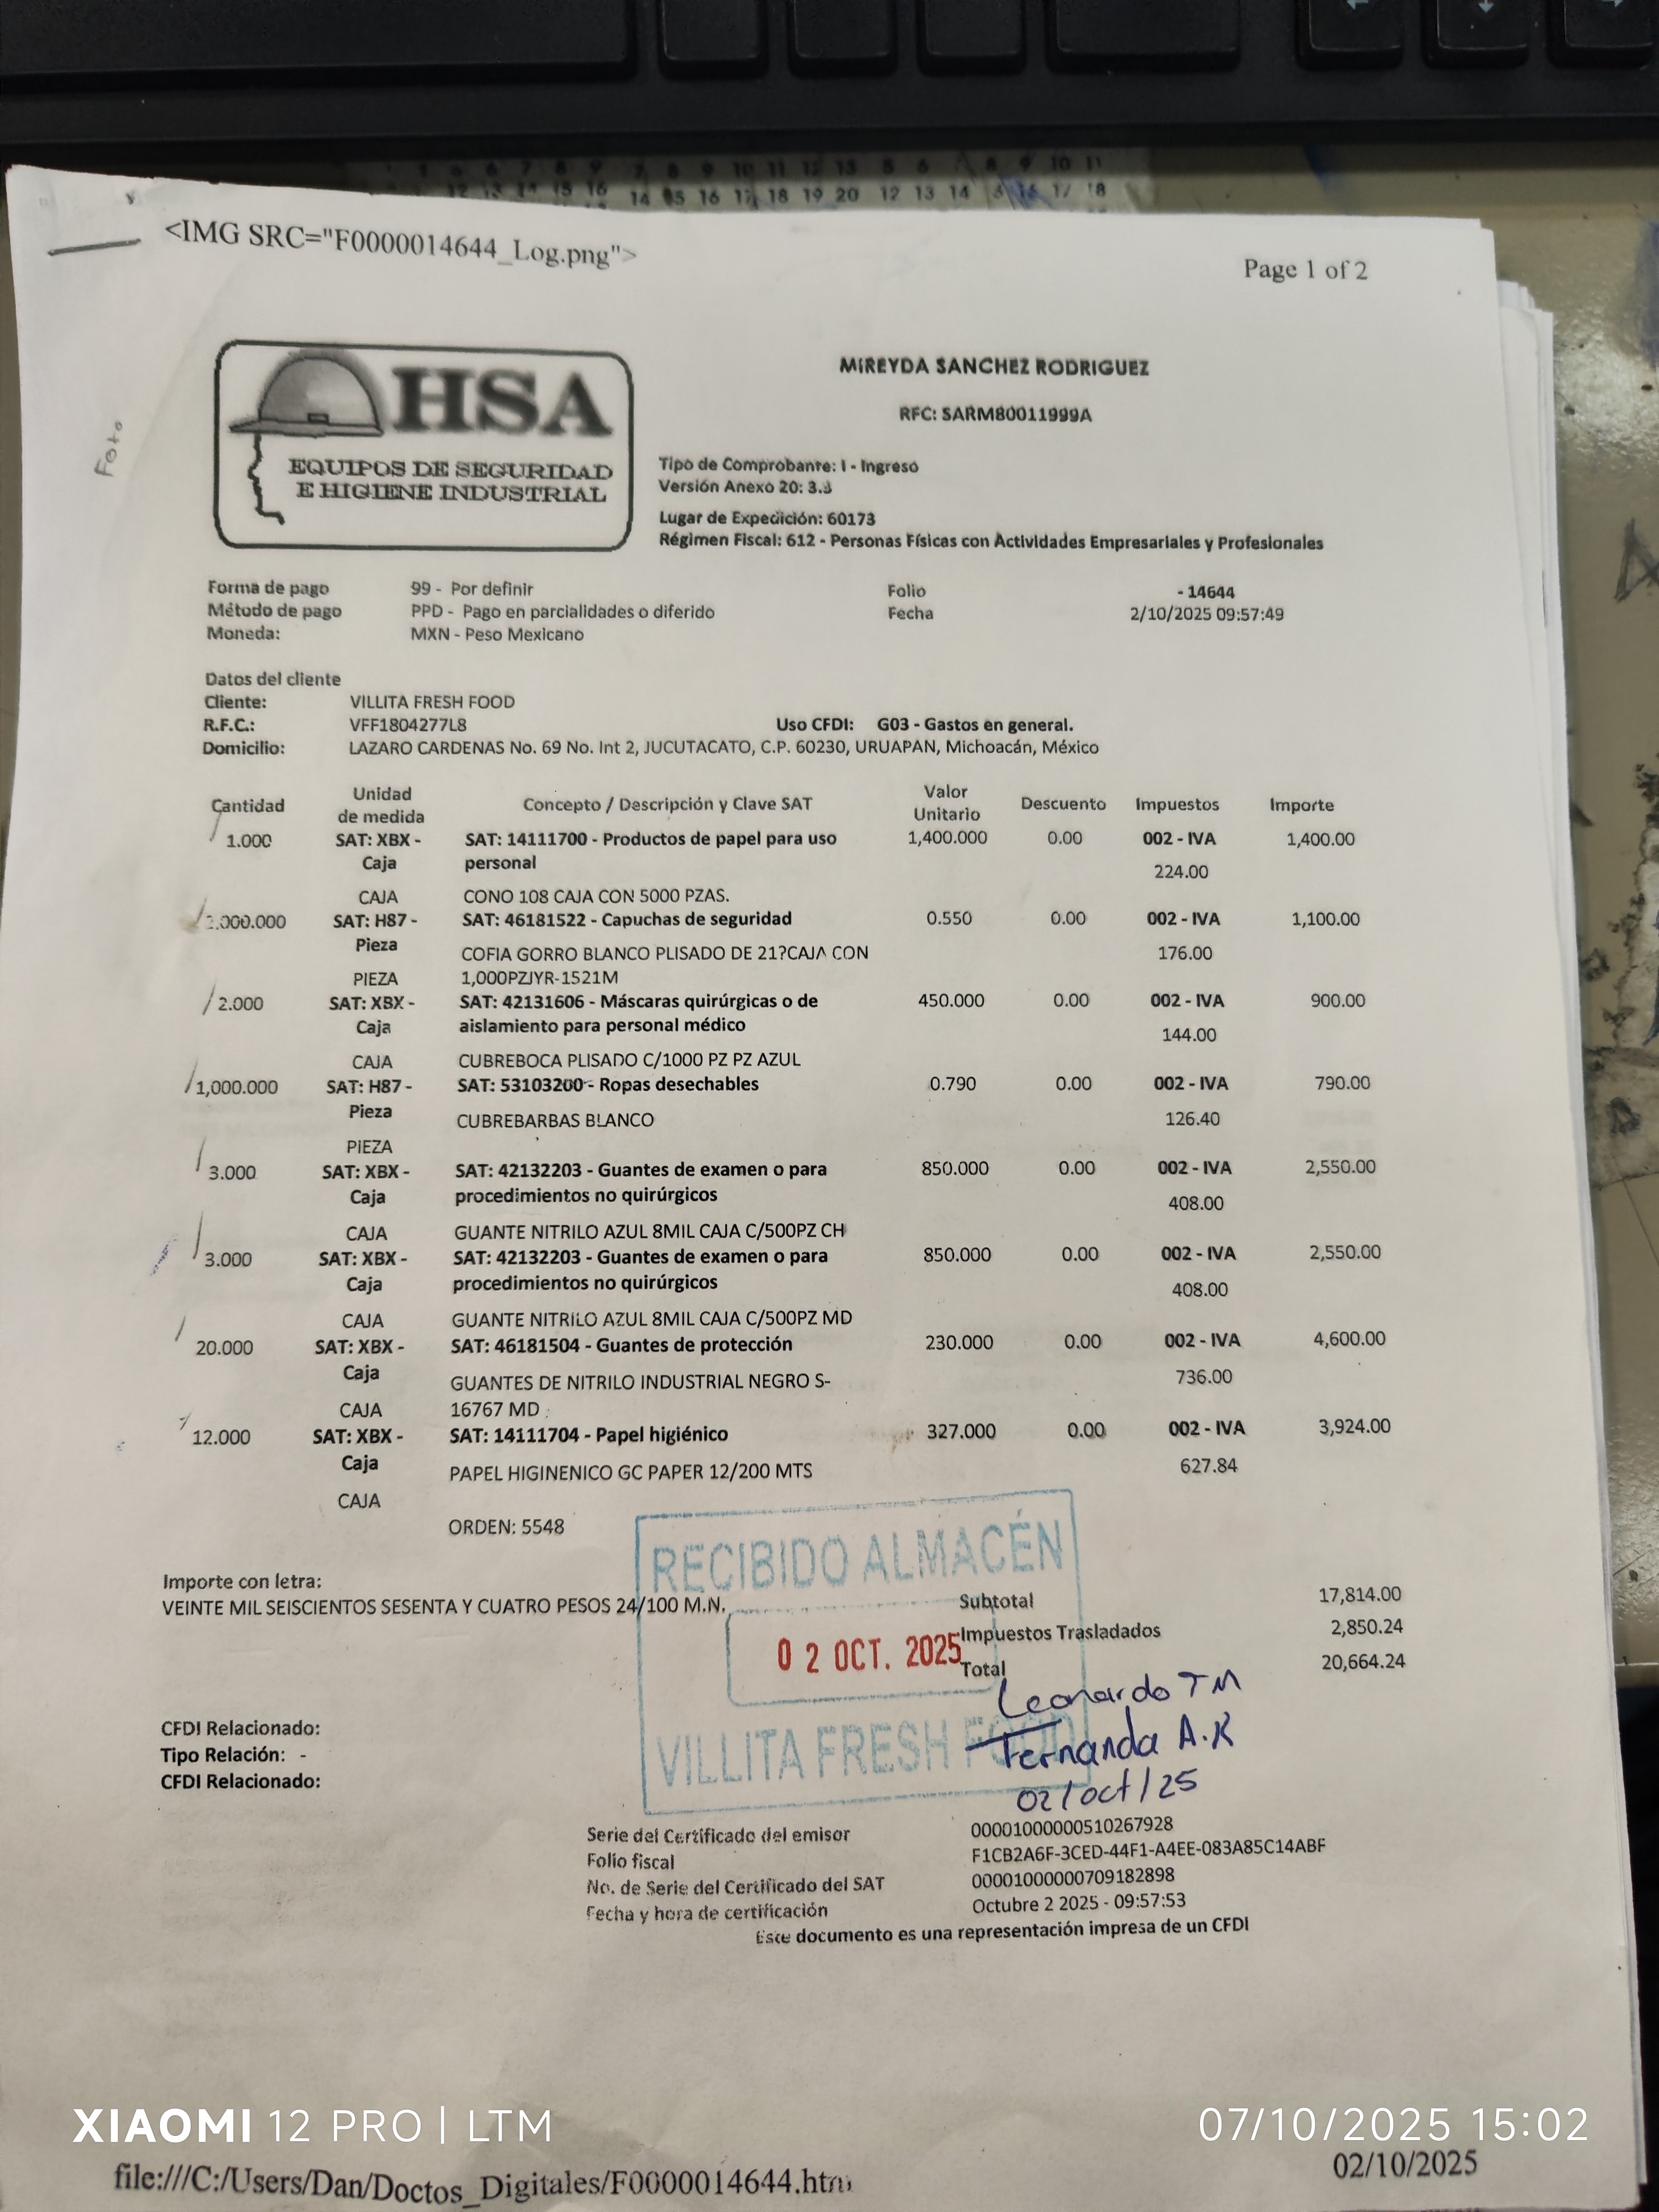 <IMG SRC="F0000014644_Log.png">
Page 1 of 2
Foto
HSA
EQUIPOS DE SEGURIDAD
E HIGIENE INDUSTRIAL
MIREYDA SANCHEZ RODRIGUEZ
RFC: SARM80011999A
Tipo de Comprobante: I - Ingreso
Versión Anexo 20: 3.3
Lugar de Expedición: 60173
Régimen Fiscal: 612 - Personas Físicas con Actividades Empresariales y Profesionales
Forma de pago 99 - Por definir Folio - 14644
Método de pago PPD - Pago en parcialidades o diferido Fecha 2/10/2025 09:57:49
Moneda: MXN - Peso Mexicano
Datos del cliente
Cliente: VILLITA FRESH FOOD
R.F.C.: VFF1804277L8 Uso CFDI: G03 - Gastos en general.
Domicilio: LAZARO CARDENAS No. 69 No. Int 2, JUCUTACATO, C.P. 60230, URUAPAN, Michoacán, México
Cantidad Unidad de medida Concepto / Descripción y Clave SAT Valor Unitario Descuento Impuestos Importe
1.000 SAT: XBX - SAT: 14111700 - Productos de papel para uso 1,400.000 0.00 002 - IVA 1,400.00
Caja personal 224.00
CAJA CONO 108 CAJA CON 5000 PZAS.
2.000.000 SAT: H87 - SAT: 46181522 - Capuchas de seguridad 0.550 0.00 002 - IVA 1,100.00
Pieza COFIA GORRO BLANCO PLISADO DE 21?CAJA CON 176.00
PIEZA 1,000PZJYR-1521M
2.000 SAT: XBX - SAT: 42131606 - Máscaras quirúrgicas o de 450.000 0.00 002 - IVA 900.00
Caja aislamiento para personal médico 144.00
CAJA CUBREBOCA PLISADO C/1000 PZ PZ AZUL
1,000.000 SAT: H87 - SAT: 53103200 - Ropas desechables 0.790 0.00 002 - IVA 790.00
Pieza CUBREBARBAS BLANCO 126.40
PIEZA
3.000 SAT: XBX - SAT: 42132203 - Guantes de examen o para 850.000 0.00 002 - IVA 2,550.00
Caja procedimientos no quirúrgicos 408.00
CAJA GUANTE NITRILO AZUL 8MIL CAJA C/500PZ CH
3.000 SAT: XBX - SAT: 42132203 - Guantes de examen o para 850.000 0.00 002 - IVA 2,550.00
Caja procedimientos no quirúrgicos 408.00
CAJA GUANTE NITRILO AZUL 8MIL CAJA C/500PZ MD
20.000 SAT: XBX - SAT: 46181504 - Guantes de protección 230.000 0.00 002 - IVA 4,600.00
Caja GUANTES DE NITRILO INDUSTRIAL NEGRO S- 736.00
CAJA 16767 MD
12.000 SAT: XBX - SAT: 14111704 - Papel higiénico 327.000 0.00 002 - IVA 3,924.00
Caja PAPEL HIGINENICO GC PAPER 12/200 MTS 627.84
CAJA
ORDEN: 5548
RECIBIDO ALMACÉN
02 OCT. 2025
VILLITA FRESH FOOD
Importe con letra:
VEINTE MIL SEISCIENTOS SESENTA Y CUATRO PESOS 24/100 M.N.
Subtotal 17,814.00
Impuestos Trasladados 2,850.24
Total 20,664.24
Leonardo TM
Fernanda A.R
02/oct/25
CFDI Relacionado:
Tipo Relación: -
CFDI Relacionado:
Serie del Certificado del emisor 00001000000510267928
Folio fiscal F1CB2A6F-3CED-44F1-A4EE-083A85C14ABF
No. de Serie del Certificado del SAT 00001000000709182898
Fecha y hora de certificación Octubre 2 2025 - 09:57:53
Este documento es una representación impresa de un CFDI
XIAOMI 12 PRO | LTM
07/10/2025 15:02
file:///C:/Users/Dan/Doctos_Digitales/F0000014644.htm
02/10/2025